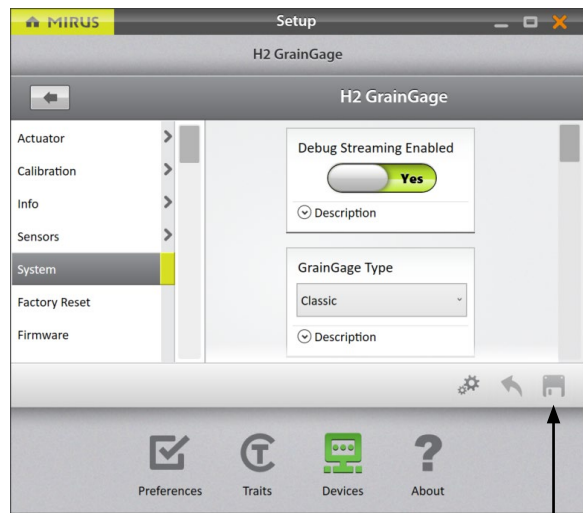 MIRUS
Setup
H2 GrainGage
H2 GrainGage
Actuator
Calibration
Info
Sensors
System
Factory Reset
Firmware
Debug Streaming Enabled
Yes
Description
GrainGage Type
Classic
Description
Preferences
Traits
Devices
About